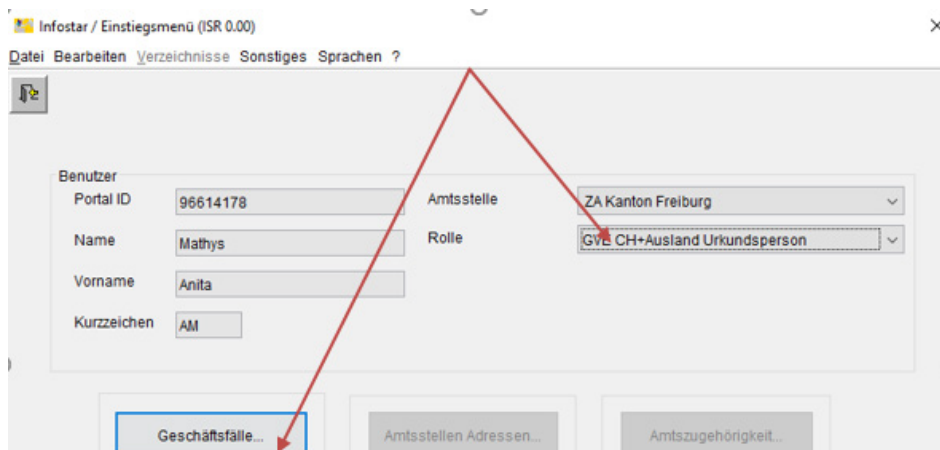 Infostar / Einstiegsmenü (ISR 0.00)
Datei Bearbeiten Verzeichnisse Sonstiges Sprachen ?
Benutzer
Portal ID 96614178 Amtsstelle ZA Kanton Freiburg
Name Mathys Rolle GVE CH+Ausland Urkundsperson
Vorname Anita
Kurzzeichen AM
Geschäftsfälle... Amtsstellen Adressen... Amtszugehörigkeit...